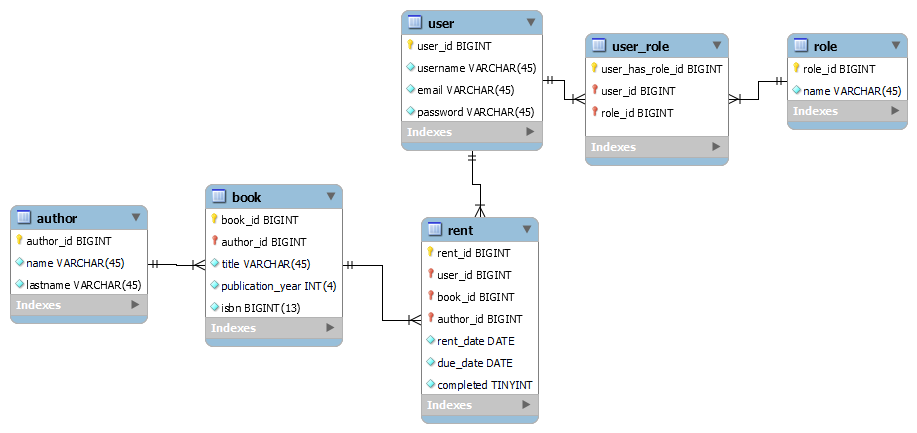 user
user_id BIGINT
username VARCHAR(45)
email VARCHAR(45)
password VARCHAR(45)
Indexes
user_role
user_has_role_id BIGINT
user_id BIGINT
role_id BIGINT
Indexes
role
role_id BIGINT
name VARCHAR(45)
Indexes
author
author_id BIGINT
name VARCHAR(45)
lastname VARCHAR(45)
Indexes
book
book_id BIGINT
author_id BIGINT
title VARCHAR(45)
publication_year INT(4)
isbn BIGINT(13)
Indexes
rent
rent_id BIGINT
user_id BIGINT
book_id BIGINT
author_id BIGINT
rent_date DATE
due_date DATE
completed TINYINT
Indexes